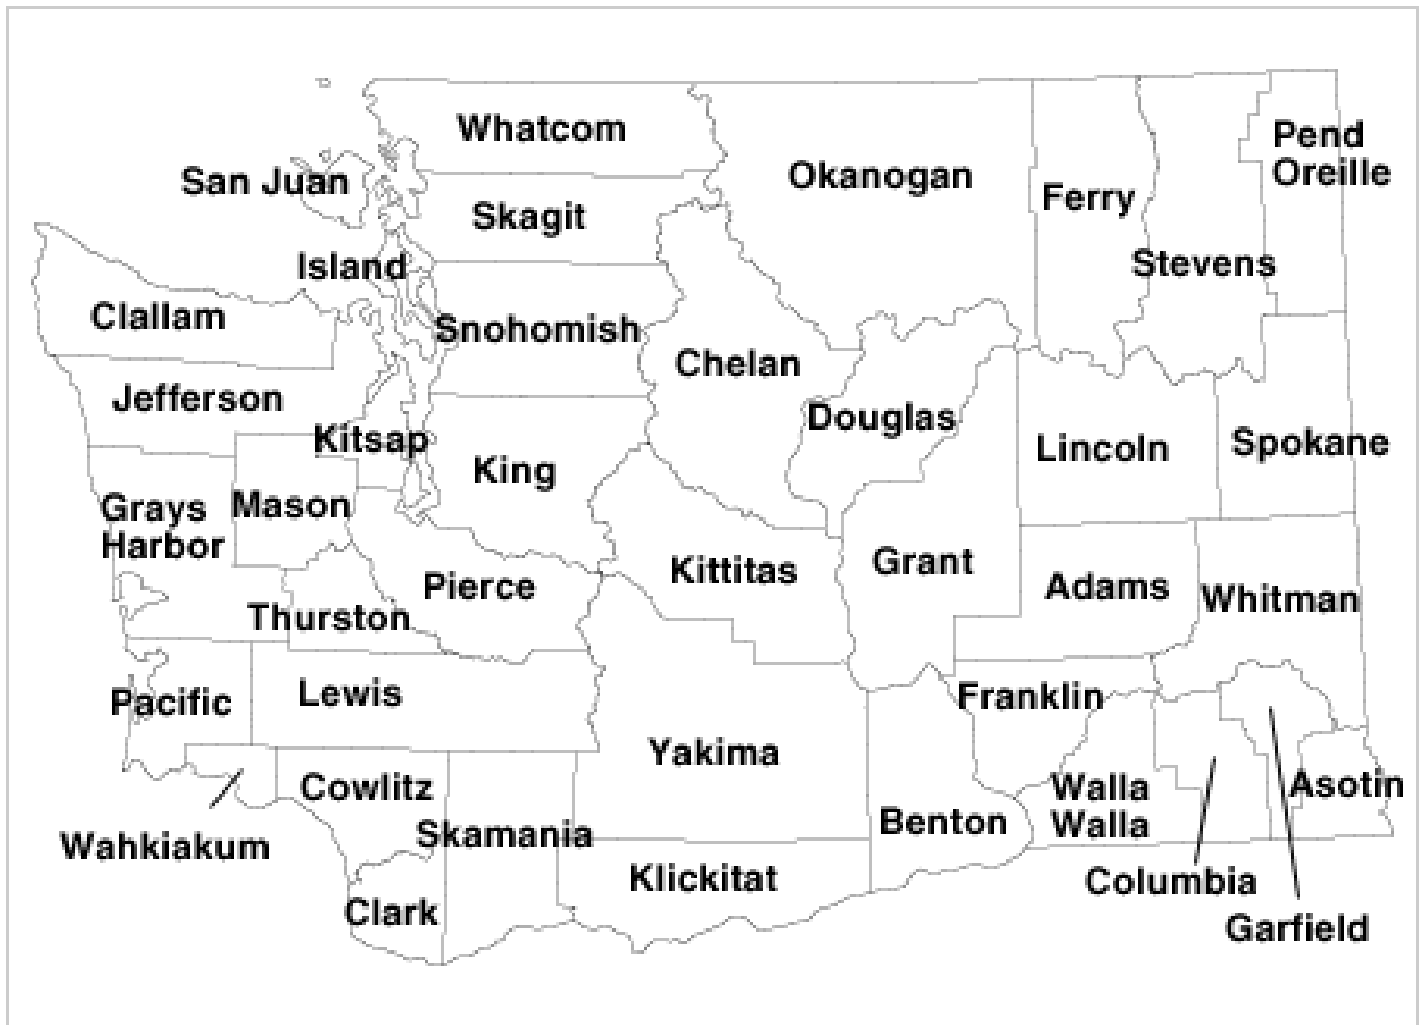 Whatcom
Pend
Oreille
Okanogan
San Juan
Ferry
Skagit
Stevens
Island
Clallam
Snohomish
Chelan
Jefferson
Douglas
Kitsap
Lincoln
Spokane
King
Grays
Harbor
Mason
Kittitas
Grant
Pierce
Adams
Whitman
Thurston
Pacific
Lewis
Franklin
Yakima
Cowlitz
Walla
Walla
Asotin
Skamania
Benton
Wahkiakum
Klickitat
Columbia
Clark
Garfield